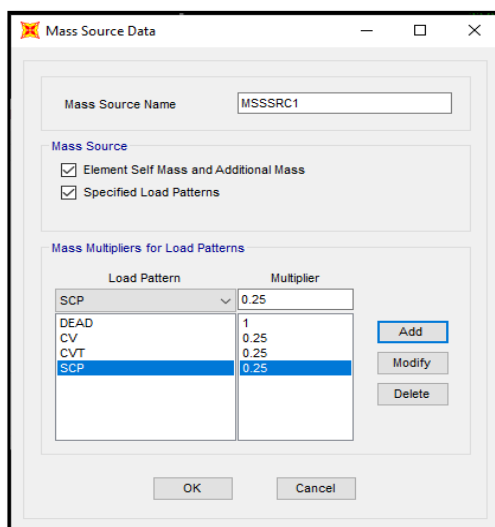 Mass Source Data
Mass Source Name MSSSRC1
Mass Source
Element Self Mass and Additional Mass
Specified Load Patterns
Mass Multipliers for Load Patterns
Load Pattern Multiplier
SCP 0.25
DEAD 1
CV 0.25
CVT 0.25
SCP 0.25
Add
Modify
Delete
OK Cancel